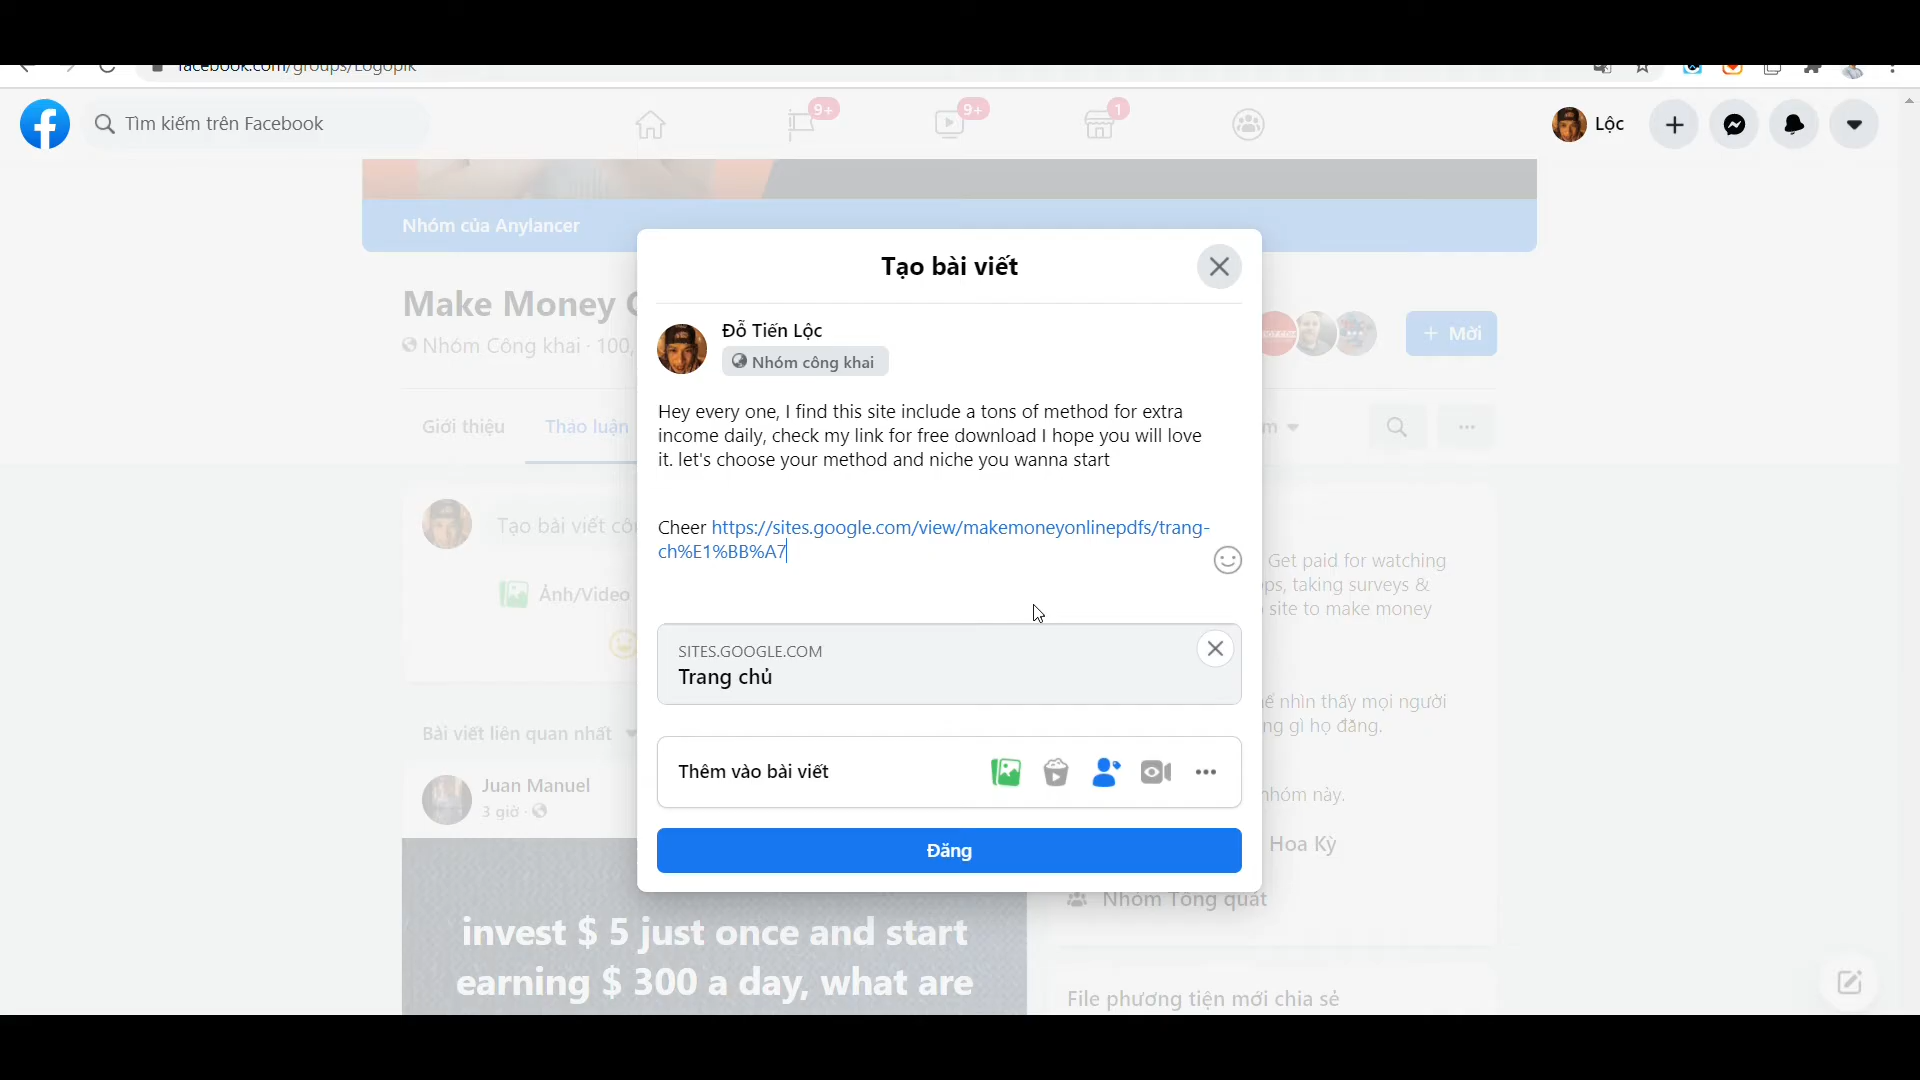 facebook.com/groups/Logopik
Tìm kiếm trên Facebook
9+
9+
1
Lộc
Nhóm của Anylancer
Make Money
Nhóm Công khai · 100,
+ Mời
Giới thiệu
Thảo luận
Tạo bài viết
Đỗ Tiến Lộc
Nhóm công khai
Hey every one, I find this site include a tons of method for extra
income daily, check my link for free download I hope you will love
it. let's choose your method and niche you wanna start
Cheer https://sites.google.com/view/makemoneyonlinepdfs/trang-
ch%E1%BB%A7
SITES.GOOGLE.COM
Trang chủ
Thêm vào bài viết
Đăng
Tạo bài viết
Ảnh/Video
Bài viết liên quan nhất
Juan Manuel
3 giờ ·
invest $ 5 just once and start
earning $ 300 a day, what are
Get paid for watching
taking surveys &
site to make money
nhìn thấy mọi người
gì họ đăng.
nhóm này.
Hoa Kỳ
Nhóm Tổng quát
File phương tiện mới chia sẻ